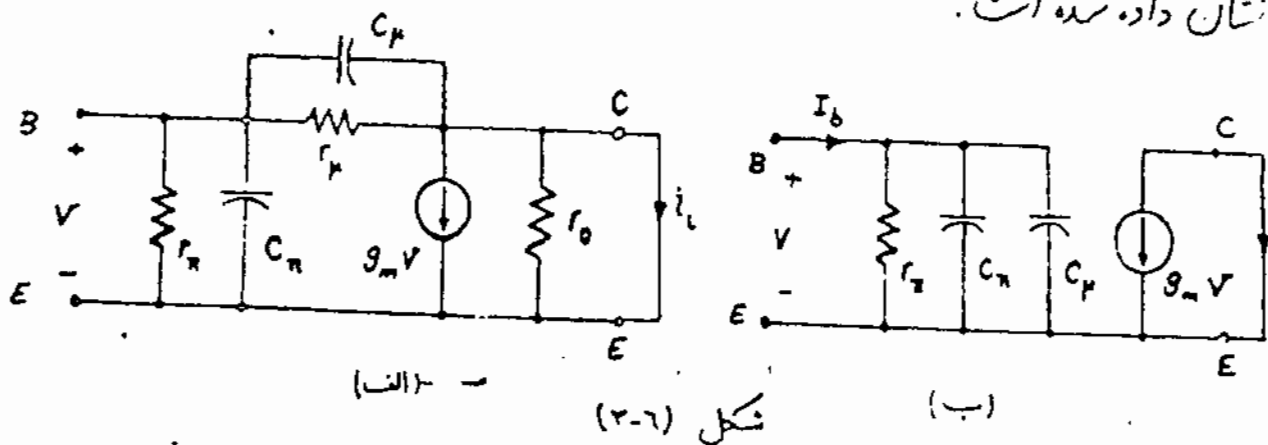 نشان داده شده است.
B
+
V
-
E
rπ
Cπ
Cμ
rμ
gmV
r0
C
iL
E
(الف)
B
Ib
+
V
-
E
rπ
Cπ
Cμ
gmV
C
E
(ب)
شکل (۶-۳)